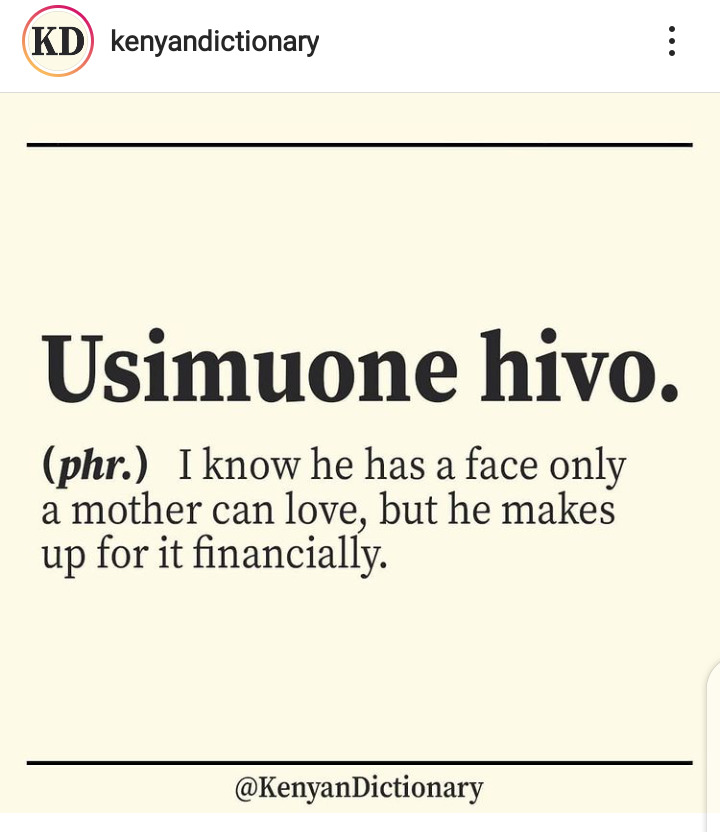 KD kenyandictionary
Usimuone hivo.
(phr.) I know he has a face only
a mother can love, but he makes
up for it financially.
@KenyanDictionary